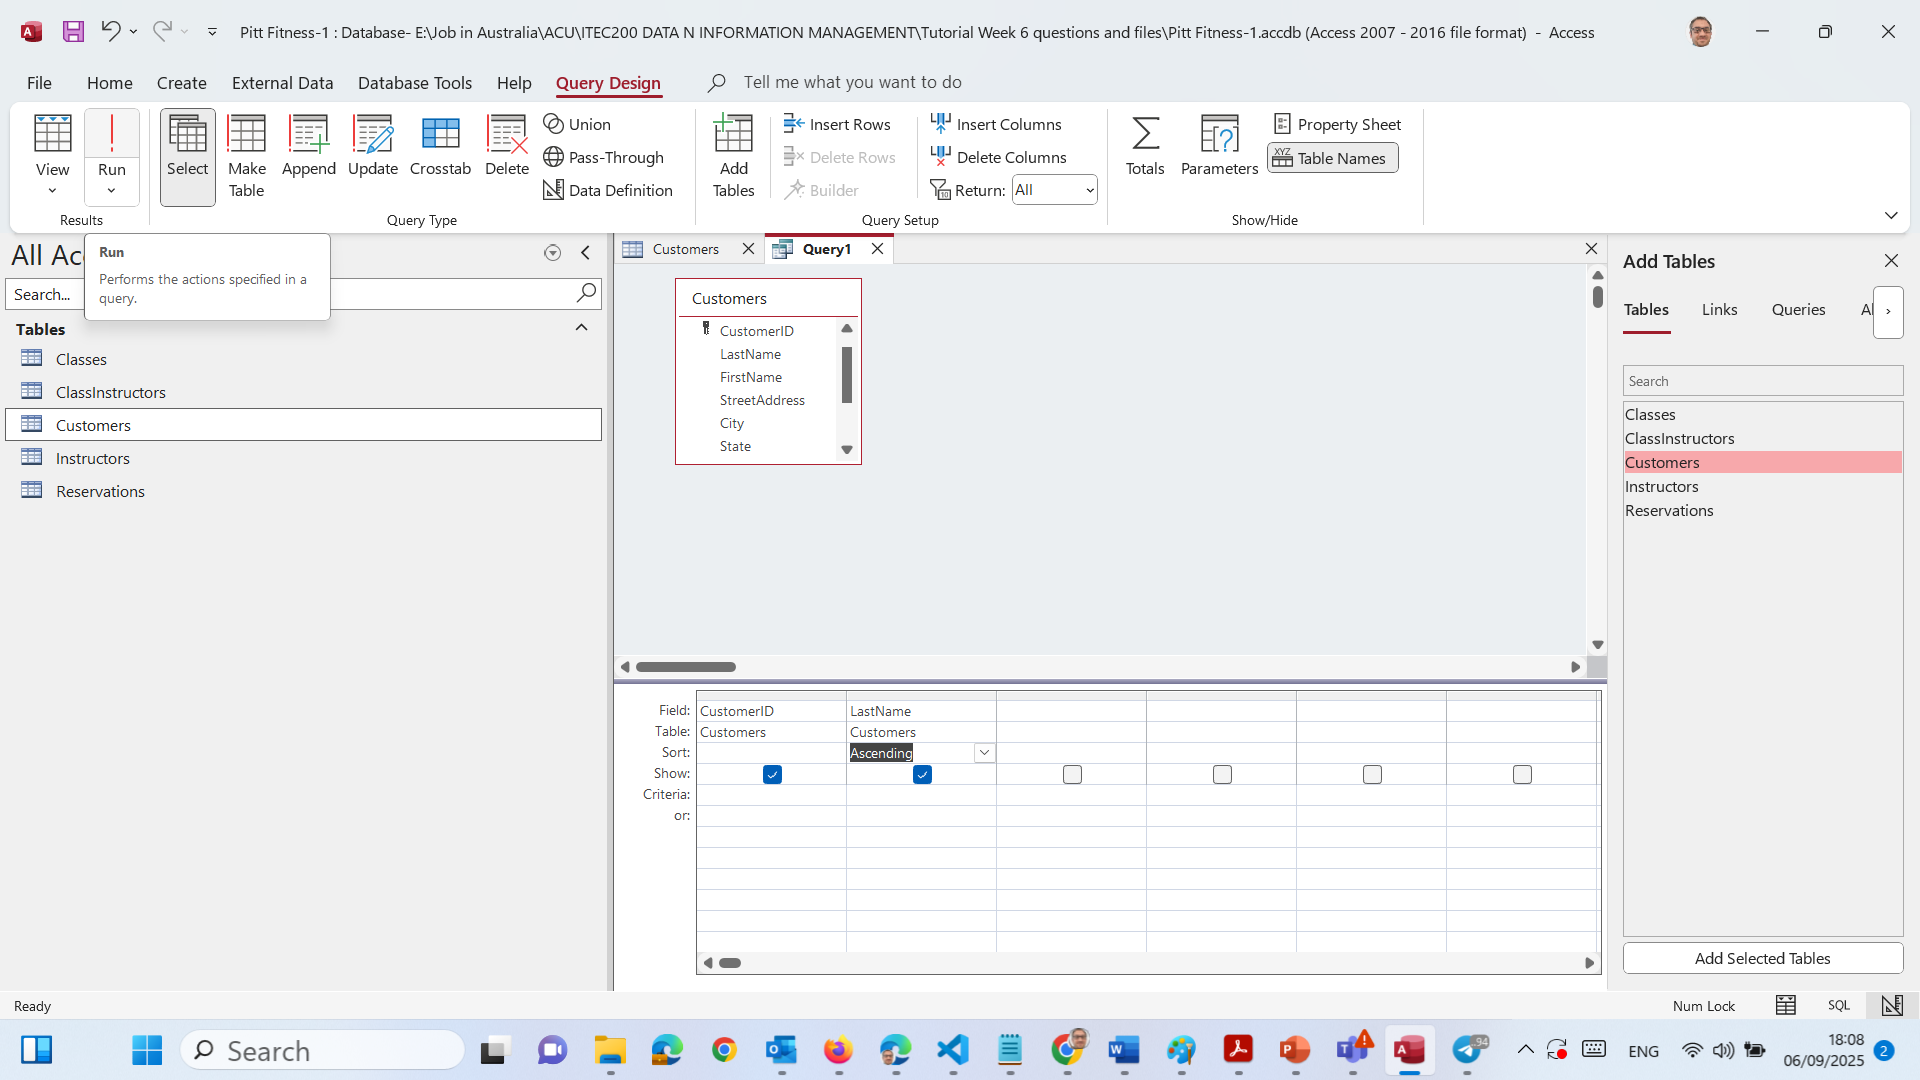 Pitt Fitness-1 : Database- E:\Job in Australia\ACU\ITEC200 DATA N INFORMATION MANAGEMENT\Tutorial Week 6 questions and files\Pitt Fitness-1.accdb (Access 2007 - 2016 file format) - Access
File Home Create External Data Database Tools Help Query Design Tell me what you want to do
View
Run
Select
Make
Table
Append
Update
Crosstab
Delete
Union
Pass-Through
Data Definition
Add
Tables
Insert Rows
Delete Rows
Builder
Insert Columns
Delete Columns
Return: All
Totals
Parameters
Property Sheet
XYZ Table Names
Results
Query Type
Query Setup
Show/Hide
All Ac
Run
Performs the actions specified in a
query.
Search...
Tables
Classes
ClassInstructors
Customers
Instructors
Reservations
Customers
Query1
Customers
CustomerID
LastName
FirstName
StreetAddress
City
State
Field: CustomerID LastName
Table: Customers Customers
Sort: Ascending
Show:
Criteria:
or:
Add Tables
Tables Links Queries Al
Search
Classes
ClassInstructors
Customers
Instructors
Reservations
Add Selected Tables
Ready
Num Lock
SQL
Search
94
ENG
18:08
06/09/2025
2